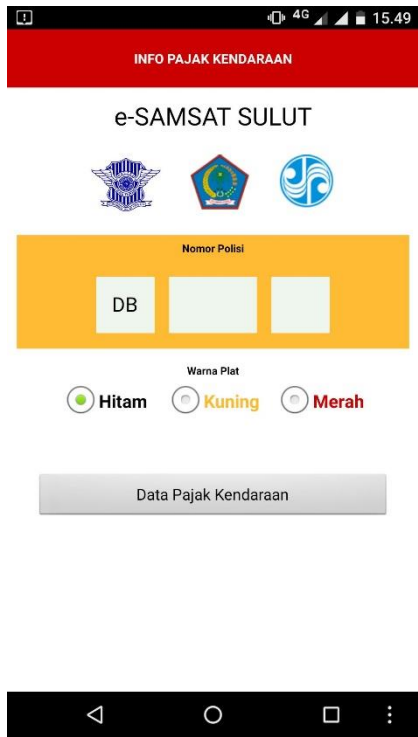 4G 15.49
INFO PAJAK KENDARAAN
e-SAMSAT SULUT
Nomor Polisi
DB
Warna Plat
Hitam Kuning Merah
Data Pajak Kendaraan